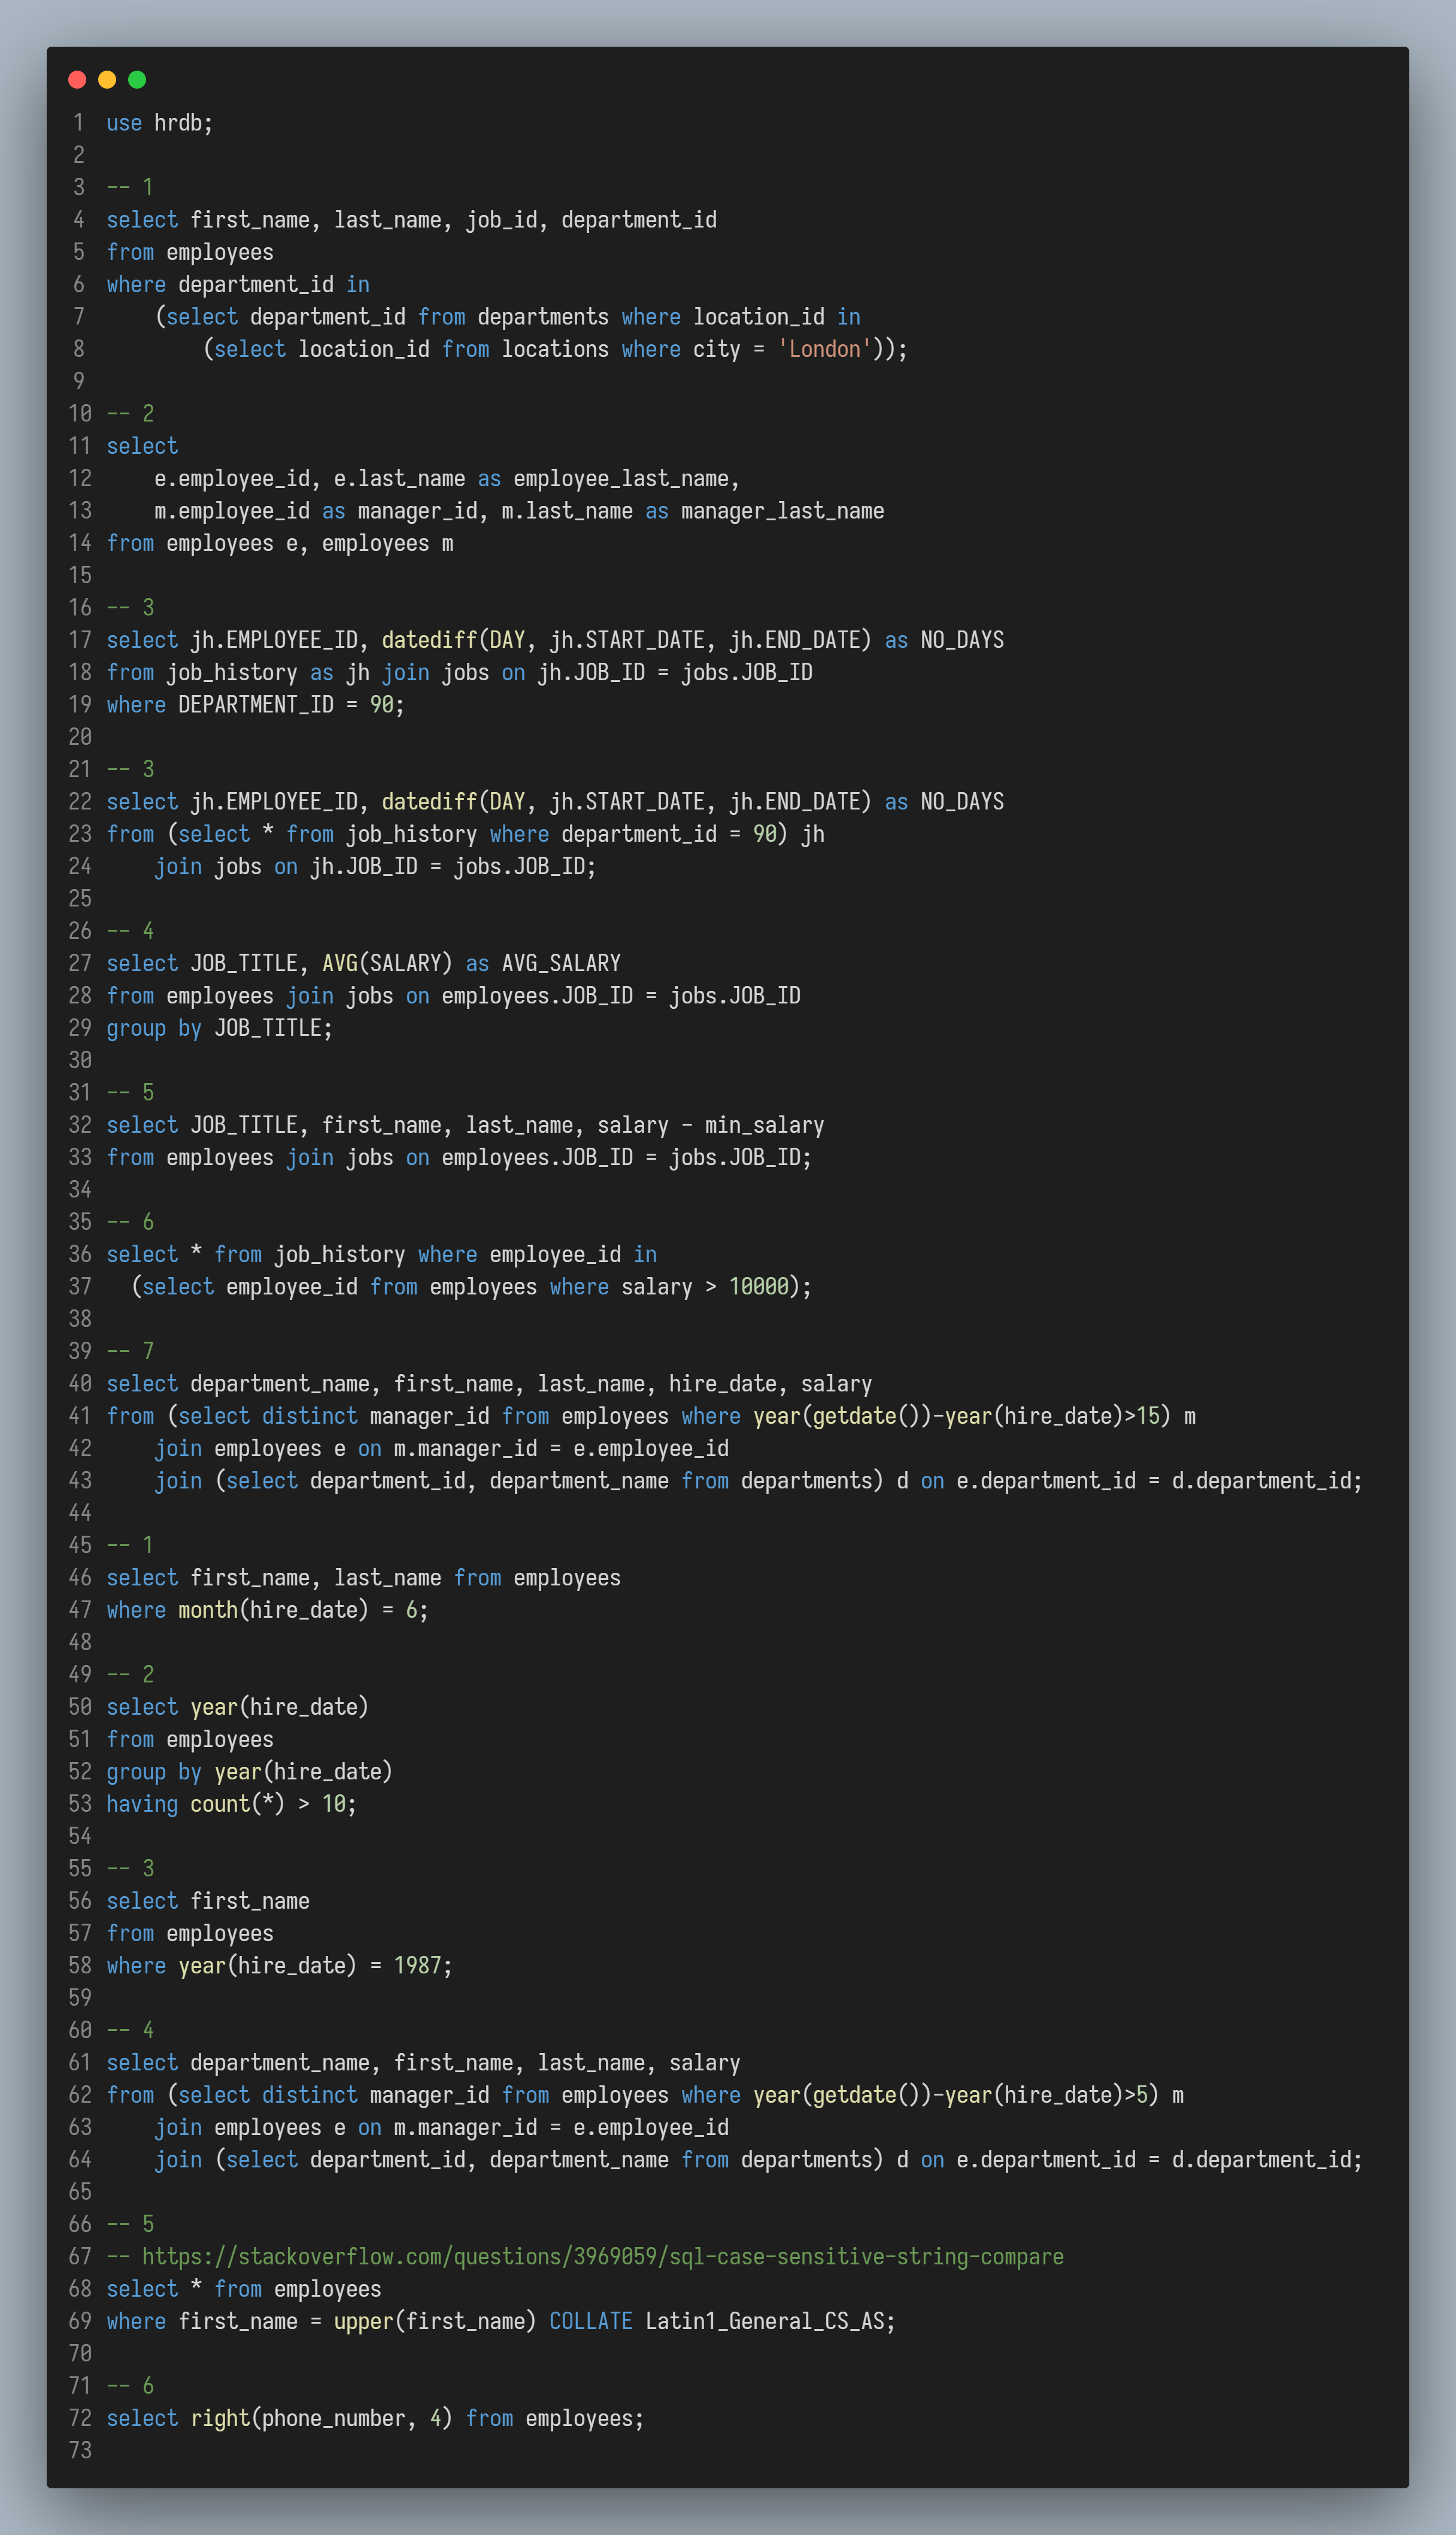 1 use hrdb;
2
3 -- 1
4 select first_name, last_name, job_id, department_id
5 from employees
6 where department_id in
7     (select department_id from departments where location_id in
8         (select location_id from locations where city = 'London'));
9
10 -- 2
11 select
12     e.employee_id, e.last_name as employee_last_name,
13     m.employee_id as manager_id, m.last_name as manager_last_name
14 from employees e, employees m
15
16 -- 3
17 select jh.EMPLOYEE_ID, datediff(DAY, jh.START_DATE, jh.END_DATE) as NO_DAYS
18 from job_history as jh join jobs on jh.JOB_ID = jobs.JOB_ID
19 where DEPARTMENT_ID = 90;
20
21 -- 3
22 select jh.EMPLOYEE_ID, datediff(DAY, jh.START_DATE, jh.END_DATE) as NO_DAYS
23 from (select * from job_history where department_id = 90) jh
24     join jobs on jh.JOB_ID = jobs.JOB_ID;
25
26 -- 4
27 select JOB_TITLE, AVG(SALARY) as AVG_SALARY
28 from employees join jobs on employees.JOB_ID = jobs.JOB_ID
29 group by JOB_TITLE;
30
31 -- 5
32 select JOB_TITLE, first_name, last_name, salary - min_salary
33 from employees join jobs on employees.JOB_ID = jobs.JOB_ID;
34
35 -- 6
36 select * from job_history where employee_id in
37   (select employee_id from employees where salary > 10000);
38
39 -- 7
40 select department_name, first_name, last_name, hire_date, salary
41 from (select distinct manager_id from employees where year(getdate())-year(hire_date)>15) m
42     join employees e on m.manager_id = e.employee_id
43     join (select department_id, department_name from departments) d on e.department_id = d.department_id;
44
45 -- 1
46 select first_name, last_name from employees
47 where month(hire_date) = 6;
48
49 -- 2
50 select year(hire_date)
51 from employees
52 group by year(hire_date)
53 having count(*) > 10;
54
55 -- 3
56 select first_name
57 from employees
58 where year(hire_date) = 1987;
59
60 -- 4
61 select department_name, first_name, last_name, salary
62 from (select distinct manager_id from employees where year(getdate())-year(hire_date)>5) m
63     join employees e on m.manager_id = e.employee_id
64     join (select department_id, department_name from departments) d on e.department_id = d.department_id;
65
66 -- 5
67 -- https://stackoverflow.com/questions/3969059/sql-case-sensitive-string-compare
68 select * from employees
69 where first_name = upper(first_name) COLLATE Latin1_General_CS_AS;
70
71 -- 6
72 select right(phone_number, 4) from employees;
73